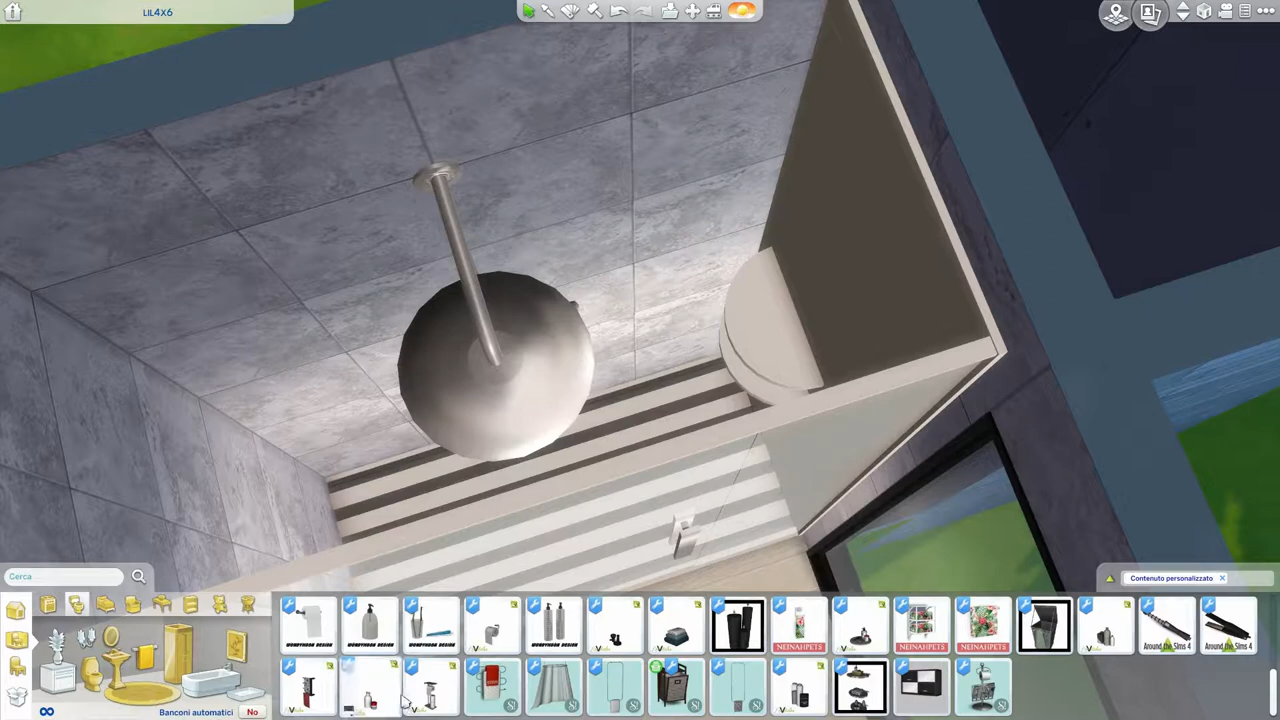 LIL4X6
Cerca
Contenuto personalizzato
Banconi automatici
No
NEINAHPETS
NEINAHPETS
NEINAHPETS
Around the Sims 4
Around the Sims 4